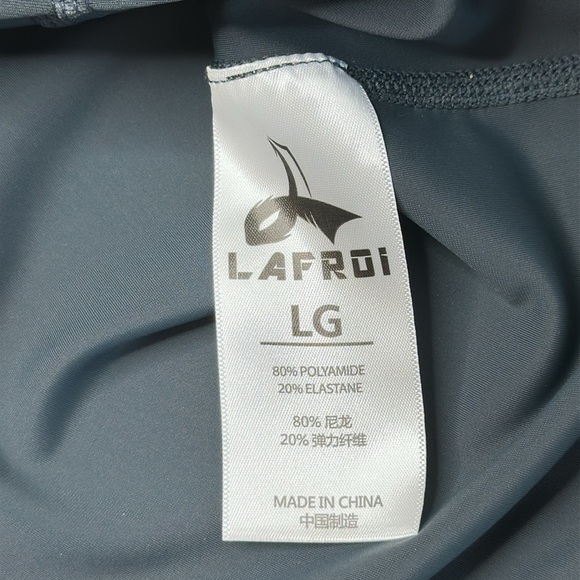 LAFROI
LG
80% POLYAMIDE
20% ELASTANE
80% 尼龙
20% 弹力纤维
MADE IN CHINA
中国制造